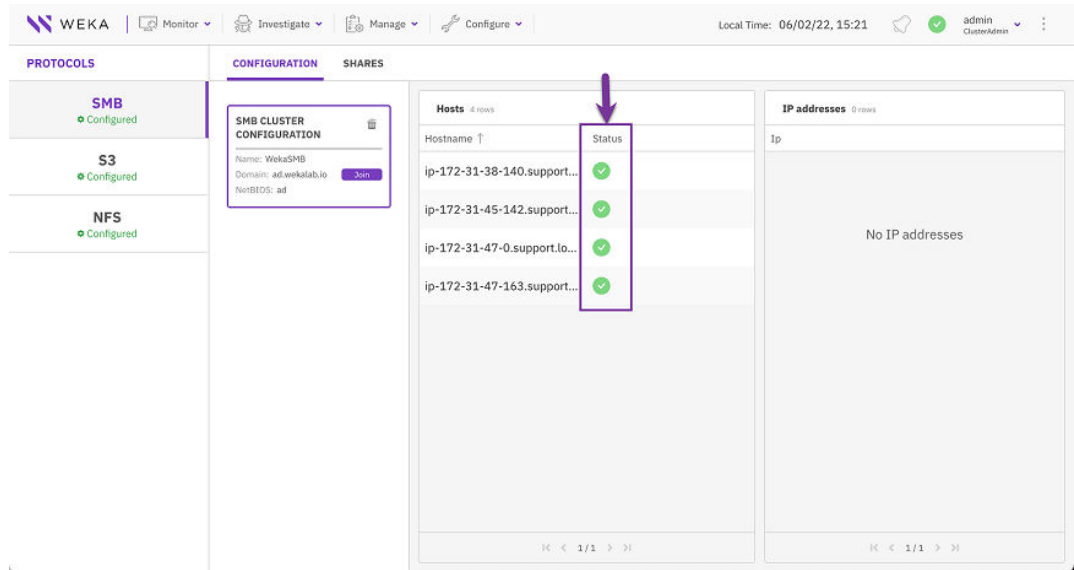 WEKA Monitor Investigate Manage Configure Local Time: 06/02/22, 15:21 admin
ClusterAdmin
PROTOCOLS
SMB
Configured
S3
Configured
NFS
Configured
CONFIGURATION SHARES
SMB CLUSTER
CONFIGURATION
Name: WekaSMB
Domain: ad.wekalab.io Join
NetBIOS: ad
Hosts 4 rows
Hostname ↑ Status
ip-172-31-38-140.support...
ip-172-31-45-142.support...
ip-172-31-47-0.support.lo...
ip-172-31-47-163.support...
1/1
IP addresses 0 rows
Ip
No IP addresses
1/1